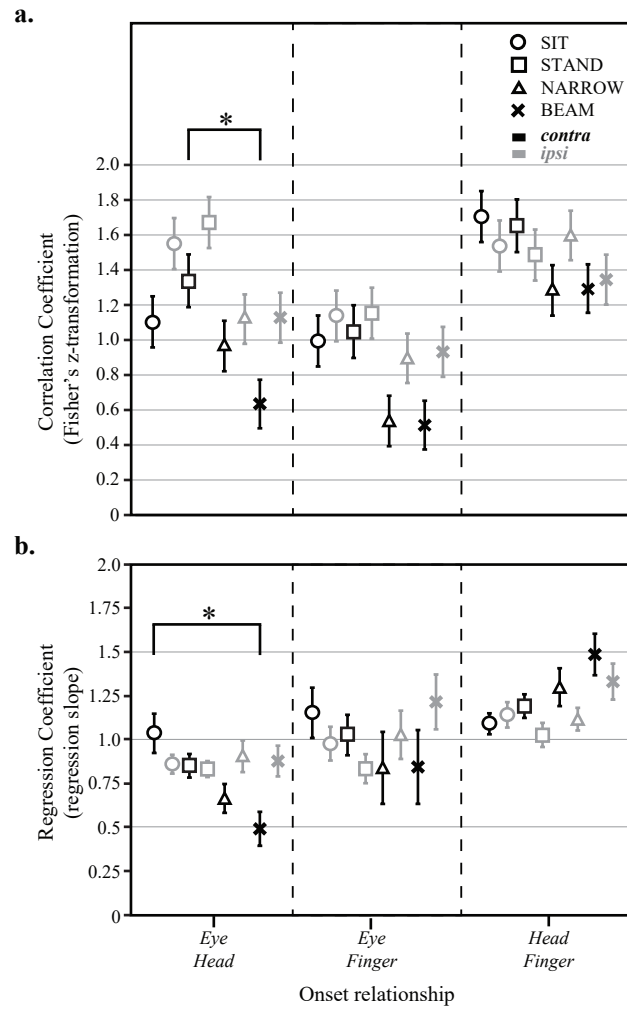 a.
SIT
STAND
NARROW
BEAM
contra
ipsi
*
2.0
1.8
1.6
1.4
1.2
1.0
0.8
0.6
0.4
0.2
0
Correlation Coefficient
(Fisher's z-transformation)
b.
2.0
1.75
1.5
1.25
1.0
0.75
0.5
0.25
0
*
Regression Coefficient
(regression slope)
Eye
Head
Eye
Finger
Head
Finger
Onset relationship